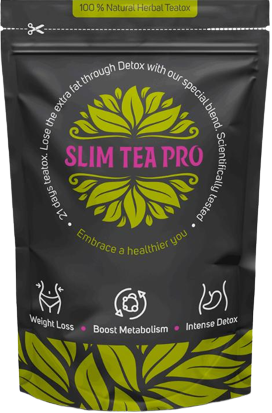 100 % Natural Herbal Teatox
21 days teatox. Lose the extra fat through Detox with our special blend. Scientifically tested
SLIM TEA PRO
Embrace a healthier you
Weight Loss • Boost Metabolism • Intense Detox